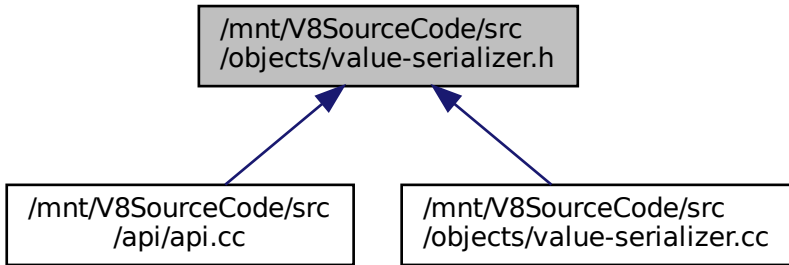 /mnt/V8SourceCode/src
/objects/value-serializer.h
/mnt/V8SourceCode/src
/api/api.cc
/mnt/V8SourceCode/src
/objects/value-serializer.cc